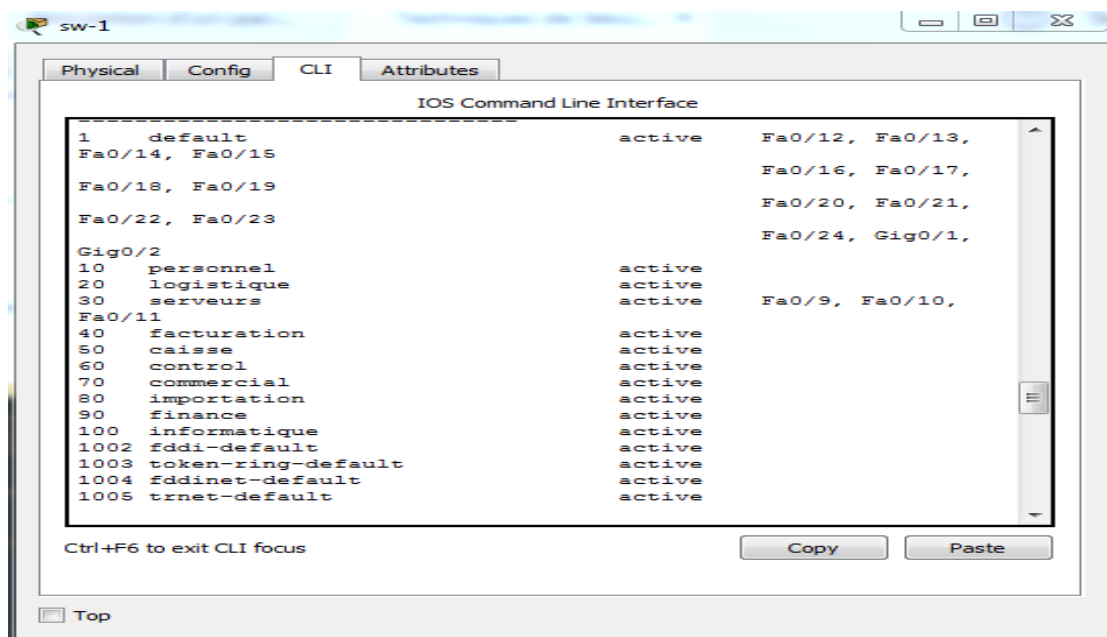 sw-1
Physical Config CLI Attributes
IOS Command Line Interface
--------------------------------
1 default active Fa0/12, Fa0/13,
Fa0/14, Fa0/15
Fa0/16, Fa0/17,
Fa0/18, Fa0/19
Fa0/20, Fa0/21,
Fa0/22, Fa0/23
Fa0/24, Gig0/1,
Gig0/2
10 personnel active
20 logistique active
30 serveurs active Fa0/9, Fa0/10,
Fa0/11
40 facturation active
50 caisse active
60 control active
70 commercial active
80 importation active
90 finance active
100 informatique active
1002 fddi-default active
1003 token-ring-default active
1004 fddinet-default active
1005 trnet-default active
Ctrl+F6 to exit CLI focus
Copy Paste
Top